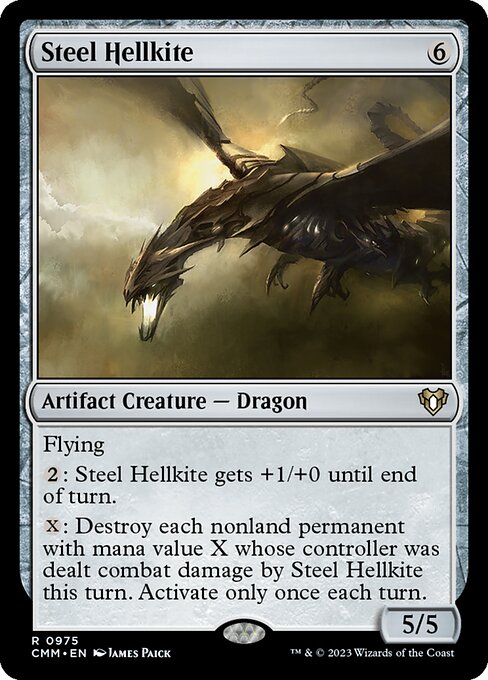 Steel Hellkite 6
Artifact Creature — Dragon
Flying
2: Steel Hellkite gets +1/+0 until end
of turn.
X: Destroy each nonland permanent
with mana value X whose controller was
dealt combat damage by Steel Hellkite
this turn. Activate only once each turn.
5/5
R 0975
CMM • EN James Paick ™ & © 2023 Wizards of the Coast